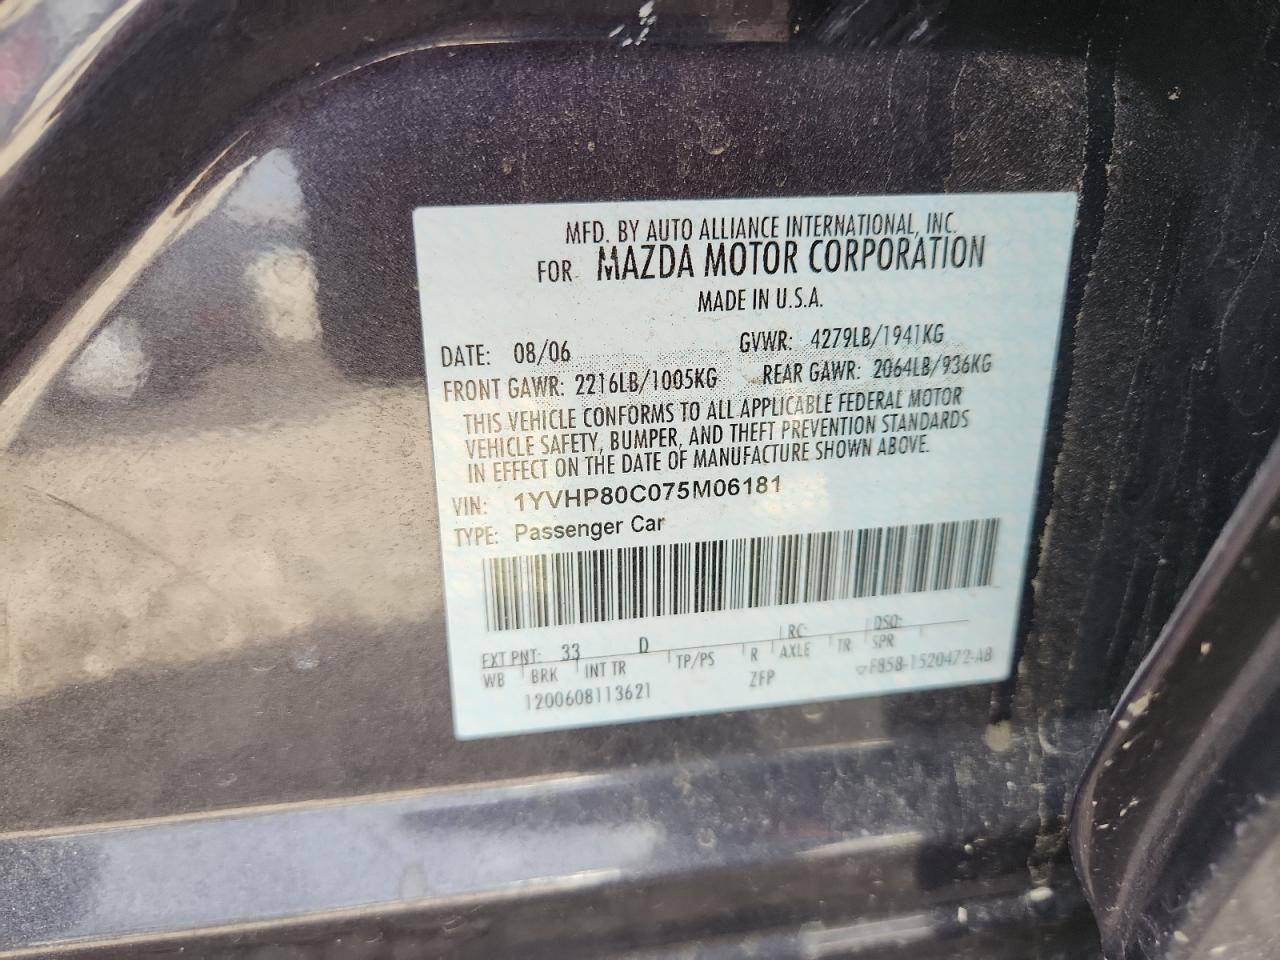 MFD. BY AUTO ALLIANCE INTERNATIONAL, INC.
FOR MAZDA MOTOR CORPORATION
MADE IN U.S.A.
DATE: 08/06 GVWR: 4279LB/1941KG
FRONT GAWR: 2216LB/1005KG REAR GAWR: 2064LB/936KG
THIS VEHICLE CONFORMS TO ALL APPLICABLE FEDERAL MOTOR
VEHICLE SAFETY, BUMPER, AND THEFT PREVENTION STANDARDS
IN EFFECT ON THE DATE OF MANUFACTURE SHOWN ABOVE.
VIN: 1YVHP80C075M06181
TYPE: Passenger Car
EXT PNT: 33 D RC: DSO:
WB BRK INT TR TP/PS R AXLE TR SPR
1200608113621 ZFP F85B-1520472-AB